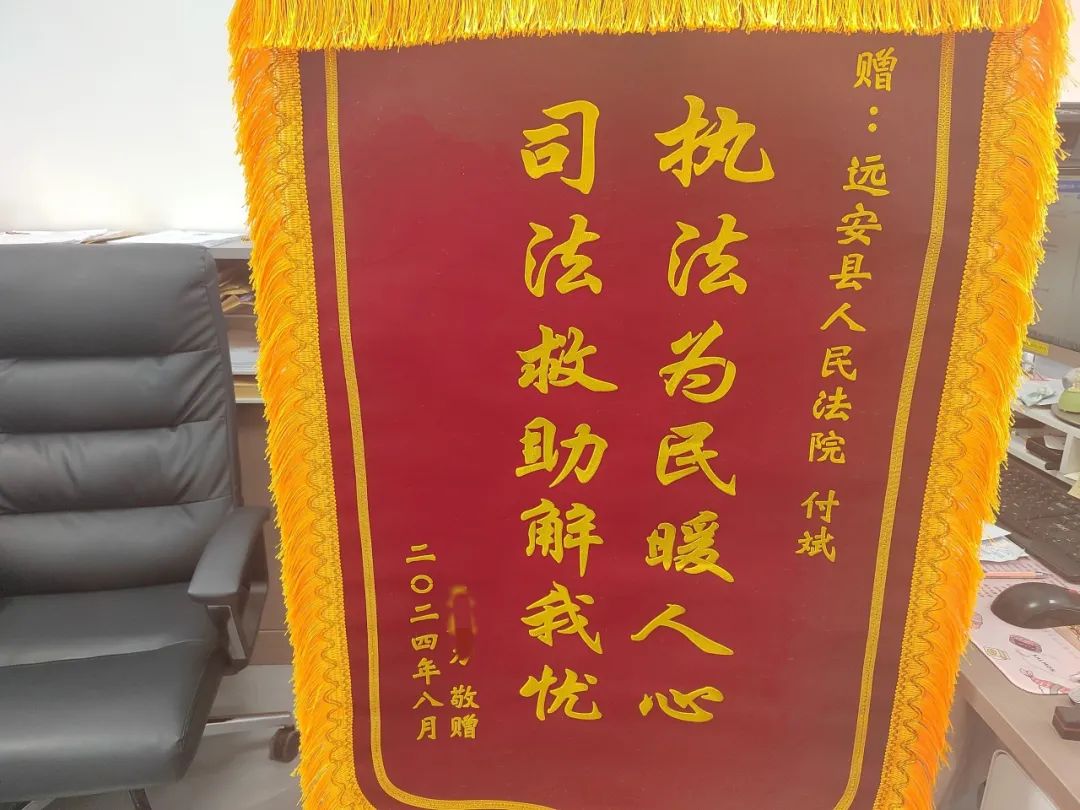 赠：远安县人民法院 付斌
执法为民暖人心
司法救助解我忧
敬赠
二〇二四年八月